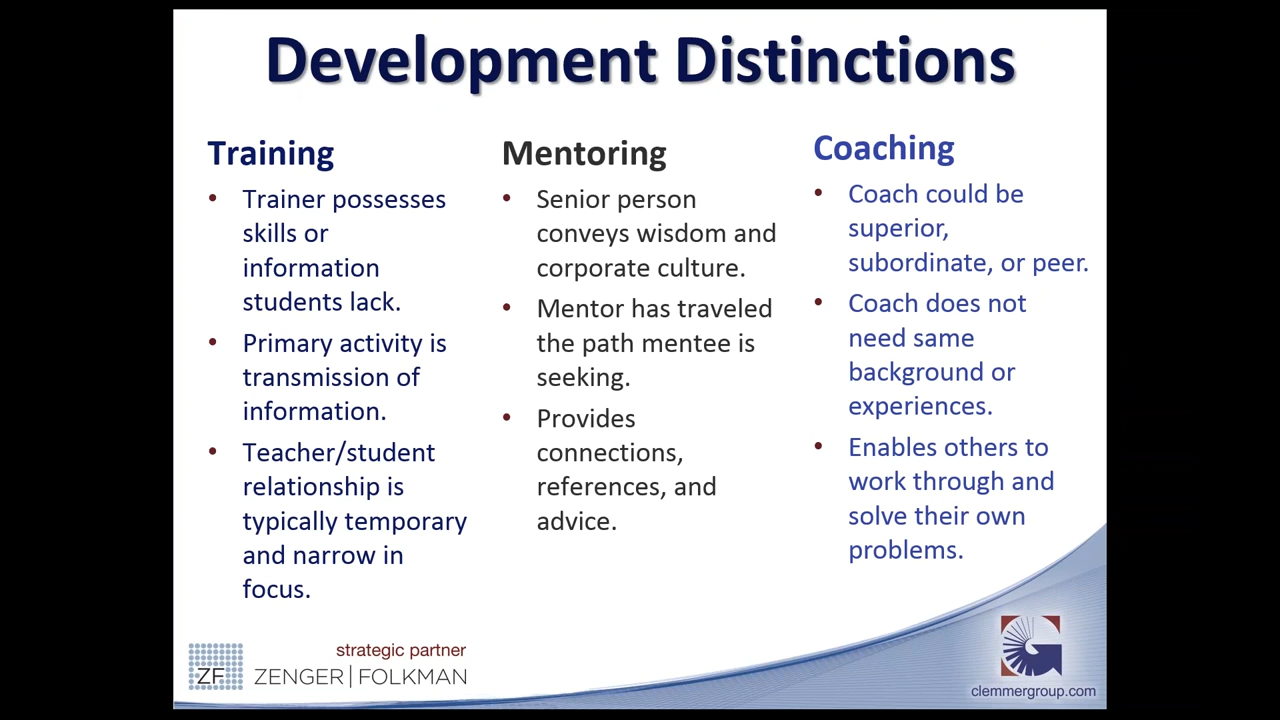 Development Distinctions
Training
• Trainer possesses
skills or
information
students lack.
• Primary activity is
transmission of
information.
• Teacher/student
relationship is
typically temporary
and narrow in
focus.
Mentoring
• Senior person
conveys wisdom and
corporate culture.
• Mentor has traveled
the path mentee is
seeking.
• Provides
connections,
references, and
advice.
Coaching
• Coach could be
superior,
subordinate, or peer.
• Coach does not
need same
background or
experiences.
• Enables others to
work through and
solve their own
problems.
strategic partner
ZF ZENGER|FOLKMAN
clemmergroup.com